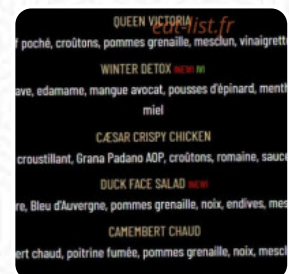 QUEEN VICTORIA
eat-list.fr
f poché, croûtons, pommes grenaille, mesclun, vinaigrett
WINTER DETOX NEW! IVI
ave, edamame, mangue avocat, pousses d'épinard, menth
miel
CÆSAR CRISPY CHICKEN
croustillant, Grana Padano AOP, croûtons, romaine, sauce
DUCK FACE SALAD NEW!
re, Bleu d'Auvergne, pommes grenaille, noix, endives, mes
CAMEMBERT CHAUD
ert chaud, poitrine fumée, pommes grenaille, noix, mescl